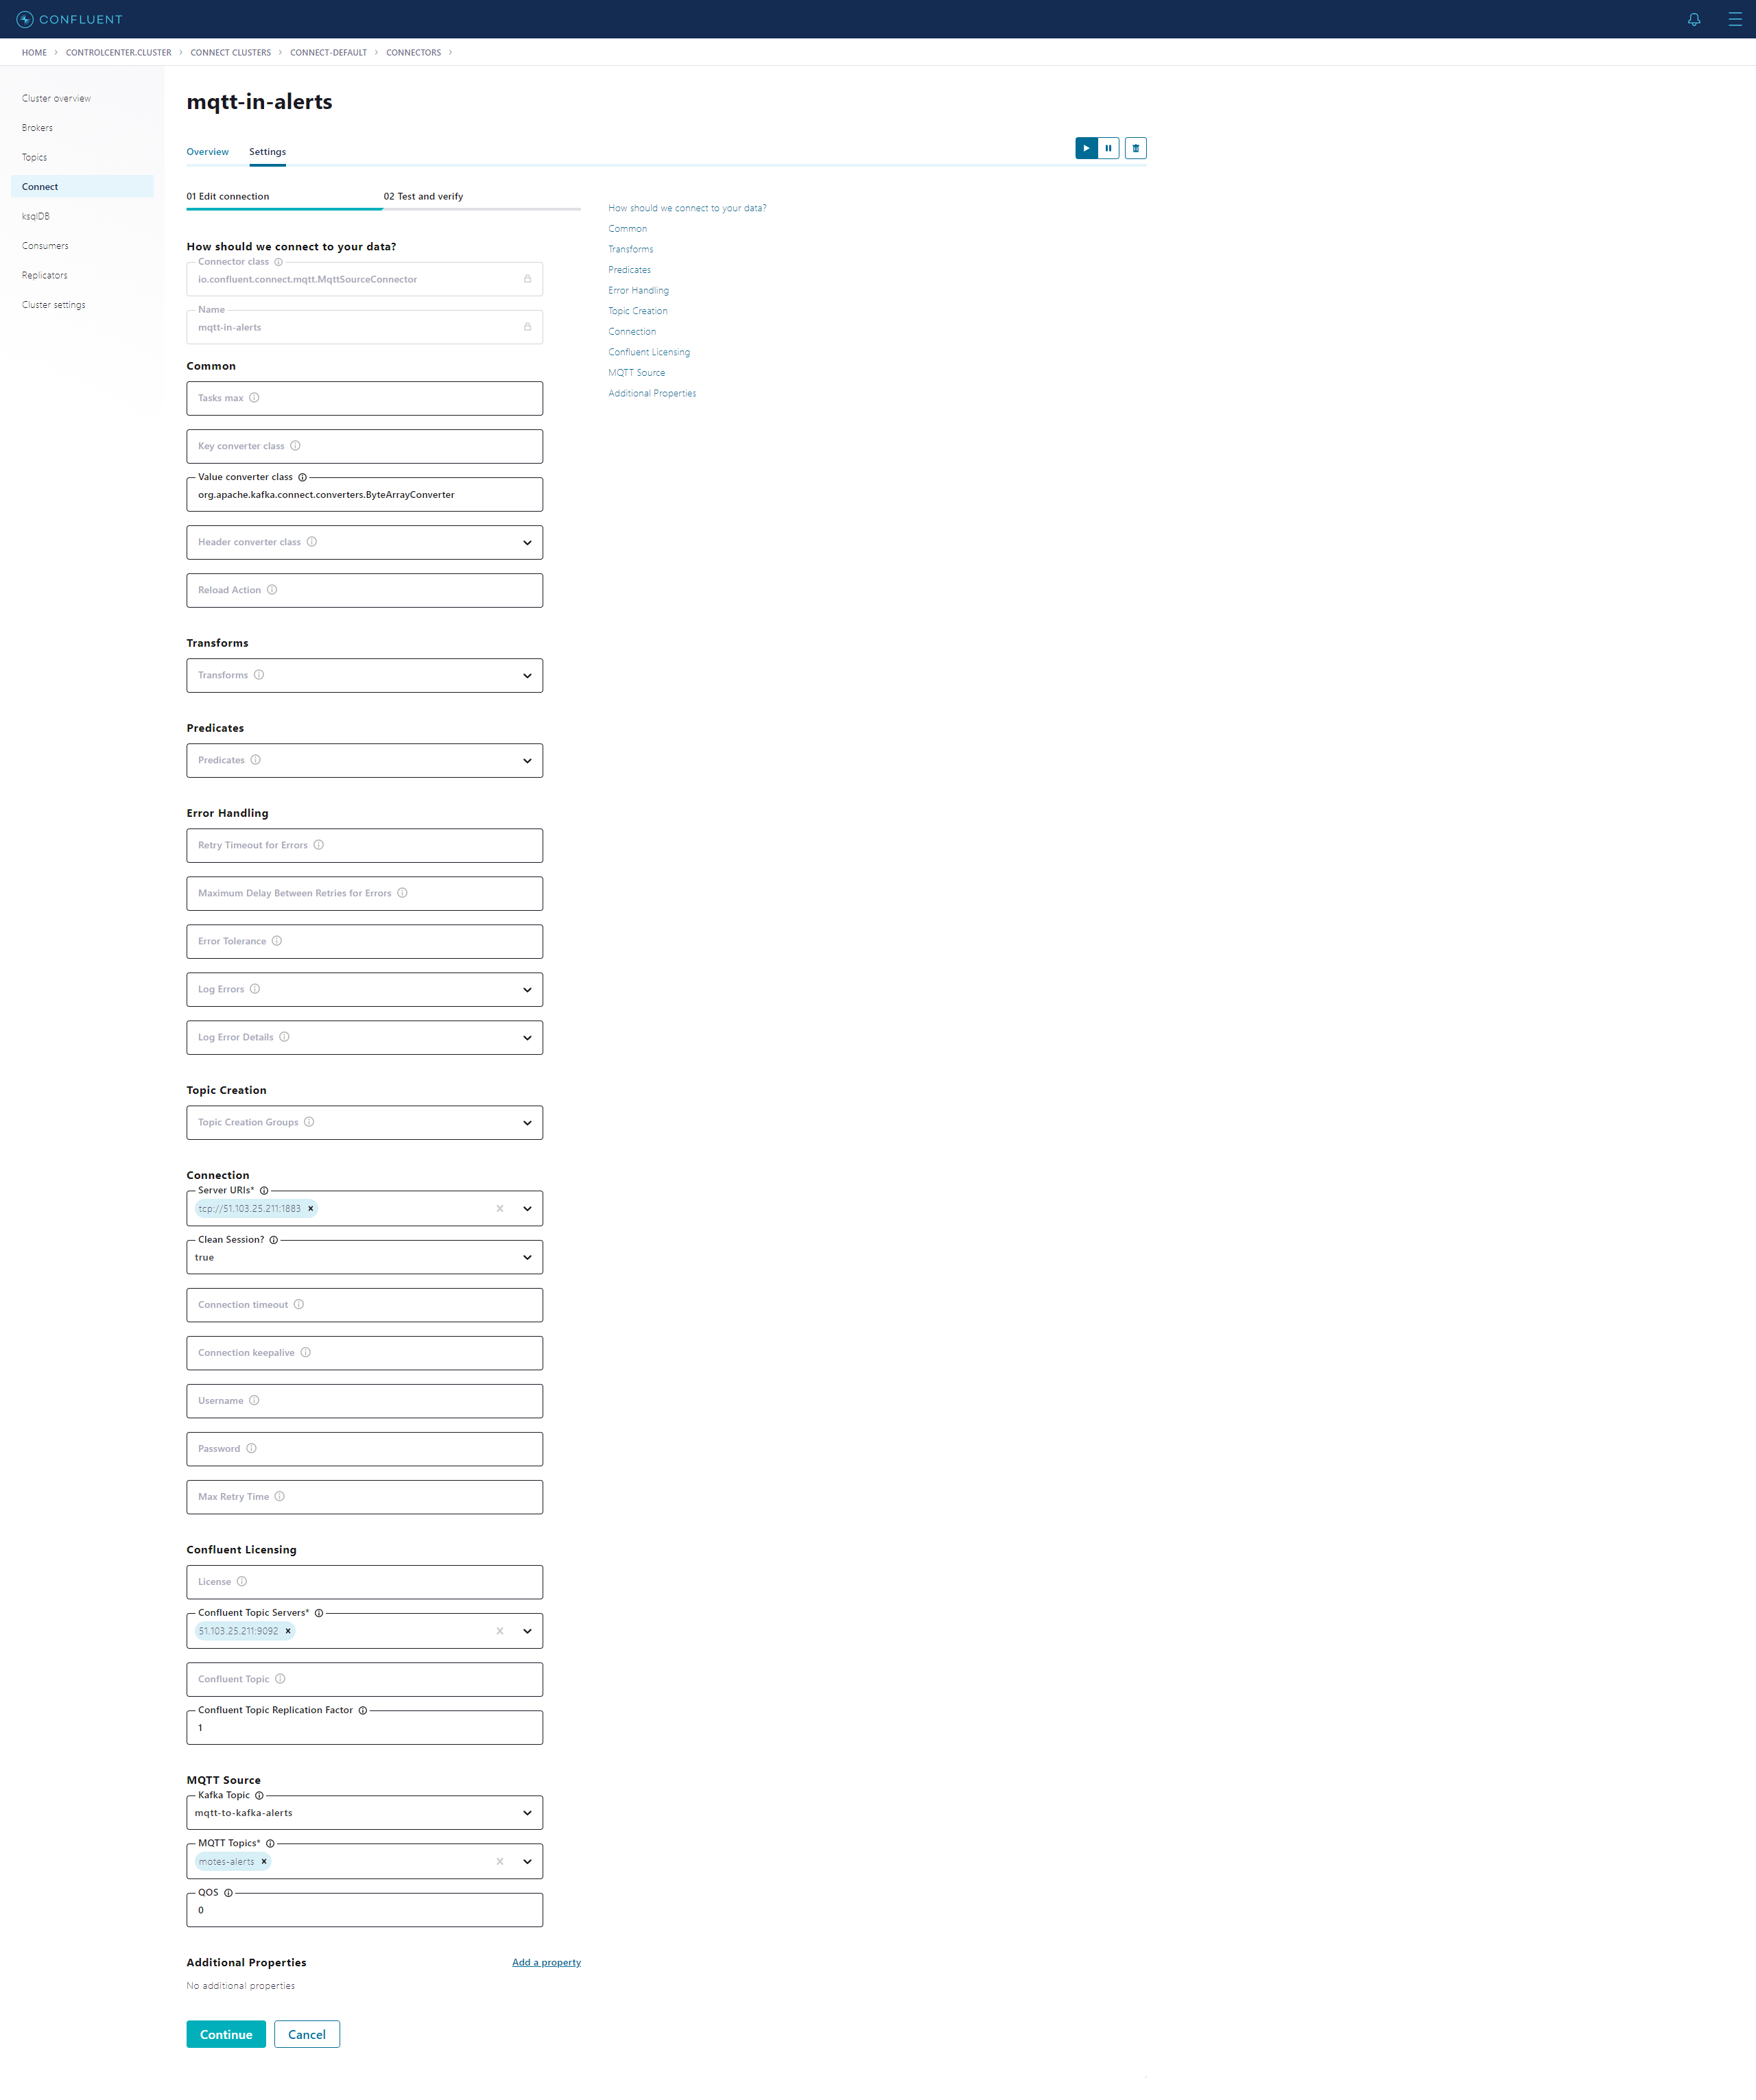 CONFLUENT
HOME > CONTROLCENTER.CLUSTER > CONNECT CLUSTERS > CONNECT-DEFAULT > CONNECTORS >
Cluster overview
Brokers
Topics
Connect
ksqlDB
Consumers
Replicators
Cluster settings
mqtt-in-alerts
Overview Settings
01 Edit connection 02 Test and verify
How should we connect to your data?
Connector class
io.confluent.connect.mqtt.MqttSourceConnector
Name
mqtt-in-alerts
Common
Tasks max
Key converter class
Value converter class
org.apache.kafka.connect.converters.ByteArrayConverter
Header converter class
Reload Action
Transforms
Transforms
Predicates
Predicates
Error Handling
Retry Timeout for Errors
Maximum Delay Between Retries for Errors
Error Tolerance
Log Errors
Log Error Details
Topic Creation
Topic Creation Groups
Connection
Server URIs*
tcp://51.103.25.211:1883 x
Clean Session?
true
Connection timeout
Connection keepalive
Username
Password
Max Retry Time
Confluent Licensing
License
Confluent Topic Servers*
51.103.25.211:9092 x
Confluent Topic
Confluent Topic Replication Factor
1
MQTT Source
Kafka Topic
mqtt-to-kafka-alerts
MQTT Topics*
motes-alerts x
QOS
0
Additional Properties Add a property
No additional properties
Continue Cancel
How should we connect to your data?
Common
Transforms
Predicates
Error Handling
Topic Creation
Connection
Confluent Licensing
MQTT Source
Additional Properties